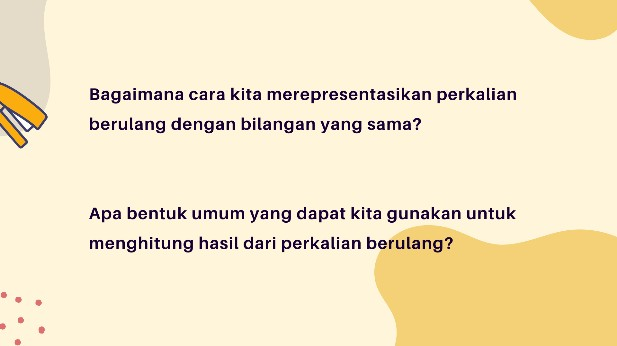 Bagaimana cara kita merepresentasikan perkalian
berulang dengan bilangan yang sama?
Apa bentuk umum yang dapat kita gunakan untuk
menghitung hasil dari perkalian berulang?